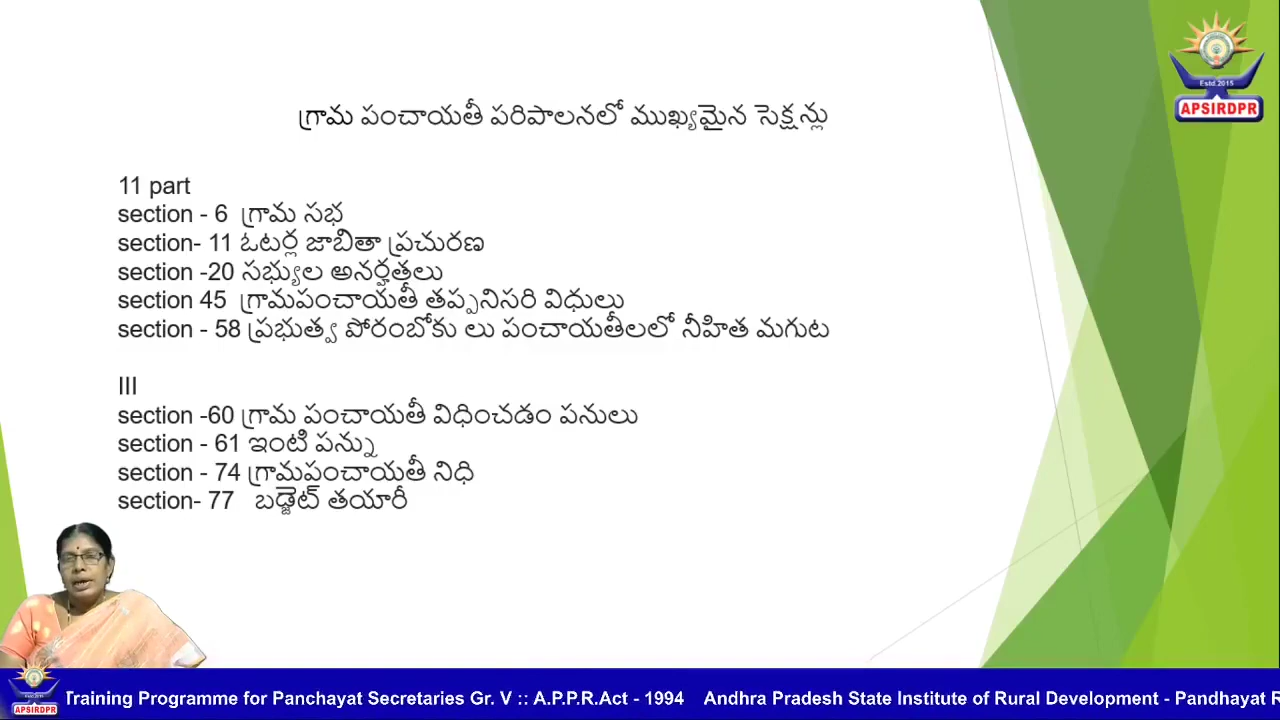 Estd.2015
APSIRDPR
గ్రామ పంచాయతీ పరిపాలనలో ముఖ్యమైన సెక్షన్లు
11 part
section - 6 గ్రామ సభ
section- 11 ఓటర్ల జాబితా ప్రచురణ
section -20 సభ్యుల అనర్హతలు
section 45 గ్రామపంచాయతీ తప్పనిసరి విధులు
section - 58 ప్రభుత్వ పోరంబోకు లు పంచాయతీలలో నీహిత మగుట
III
section -60 గ్రామ పంచాయతీ విధించడం పనులు
section - 61 ఇంటి పన్ను
section - 74 గ్రామపంచాయతీ నిధి
section- 77 బడ్జెట్ తయారీ
APSIRDPR
Training Programme for Panchayat Secretaries Gr. V :: A.P.P.R.Act - 1994 Andhra Pradesh State Institute of Rural Development - Pandhayat R